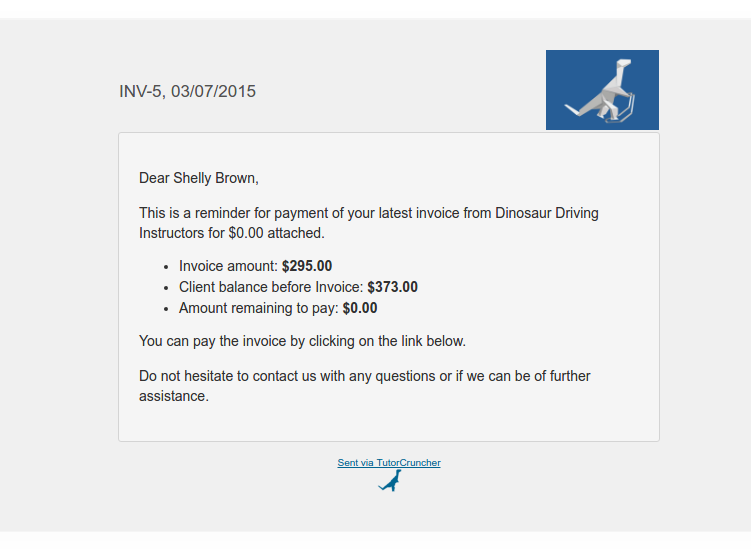 INV-5, 03/07/2015
Dear Shelly Brown,
This is a reminder for payment of your latest invoice from Dinosaur Driving
Instructors for $0.00 attached.
• Invoice amount: $295.00
• Client balance before Invoice: $373.00
• Amount remaining to pay: $0.00
You can pay the invoice by clicking on the link below.
Do not hesitate to contact us with any questions or if we can be of further
assistance.
Sent via TutorCruncher